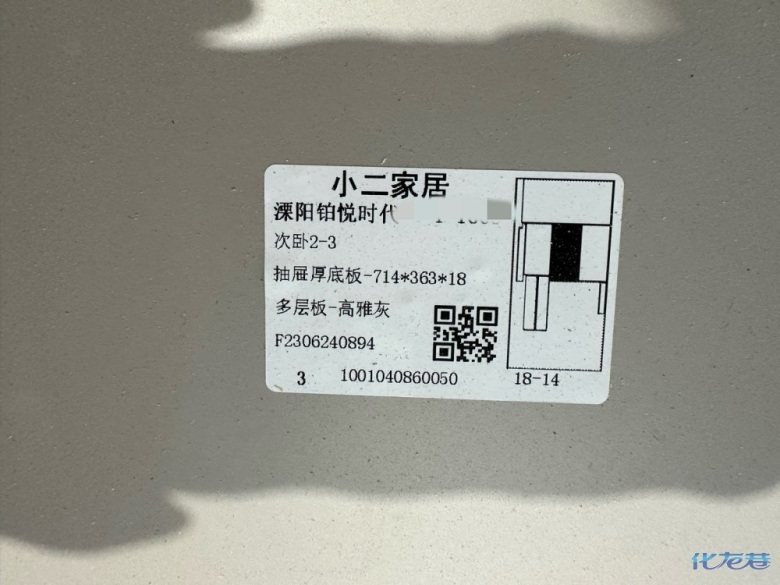 小二家居
溧阳铂悦时代
次卧2-3
抽屉厚底板-714*363*18
多层板-高雅灰
F2306240894
3 1001040860050 18-14
化龙巷